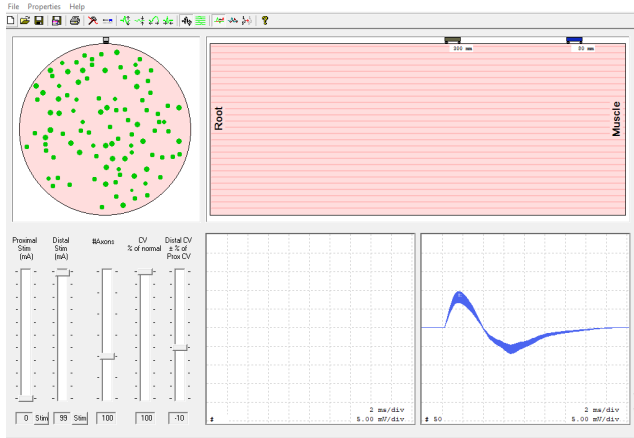 File Properties Help
200 mm
80 mm
Root
Muscle
Proximal Stim (mA)
Distal Stim (mA)
#Axons
CV % of normal
Distal CV ± % of Prox CV
0 Stim 99 Stim 100 100 -10
2 ms/div
# 5.00 mV/div
2 ms/div
# 50 5.00 mV/div